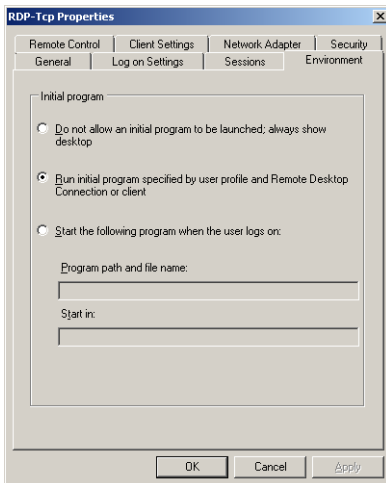 RDP-Tcp Properties
Remote Control
Client Settings
Network Adapter
Security
General
Log on Settings
Sessions
Environment
Initial program
Do not allow an initial program to be launched; always show
desktop
Run initial program specified by user profile and Remote Desktop
Connection or client
Start the following program when the user logs on:
Program path and file name:
Start in:
OK
Cancel
Apply